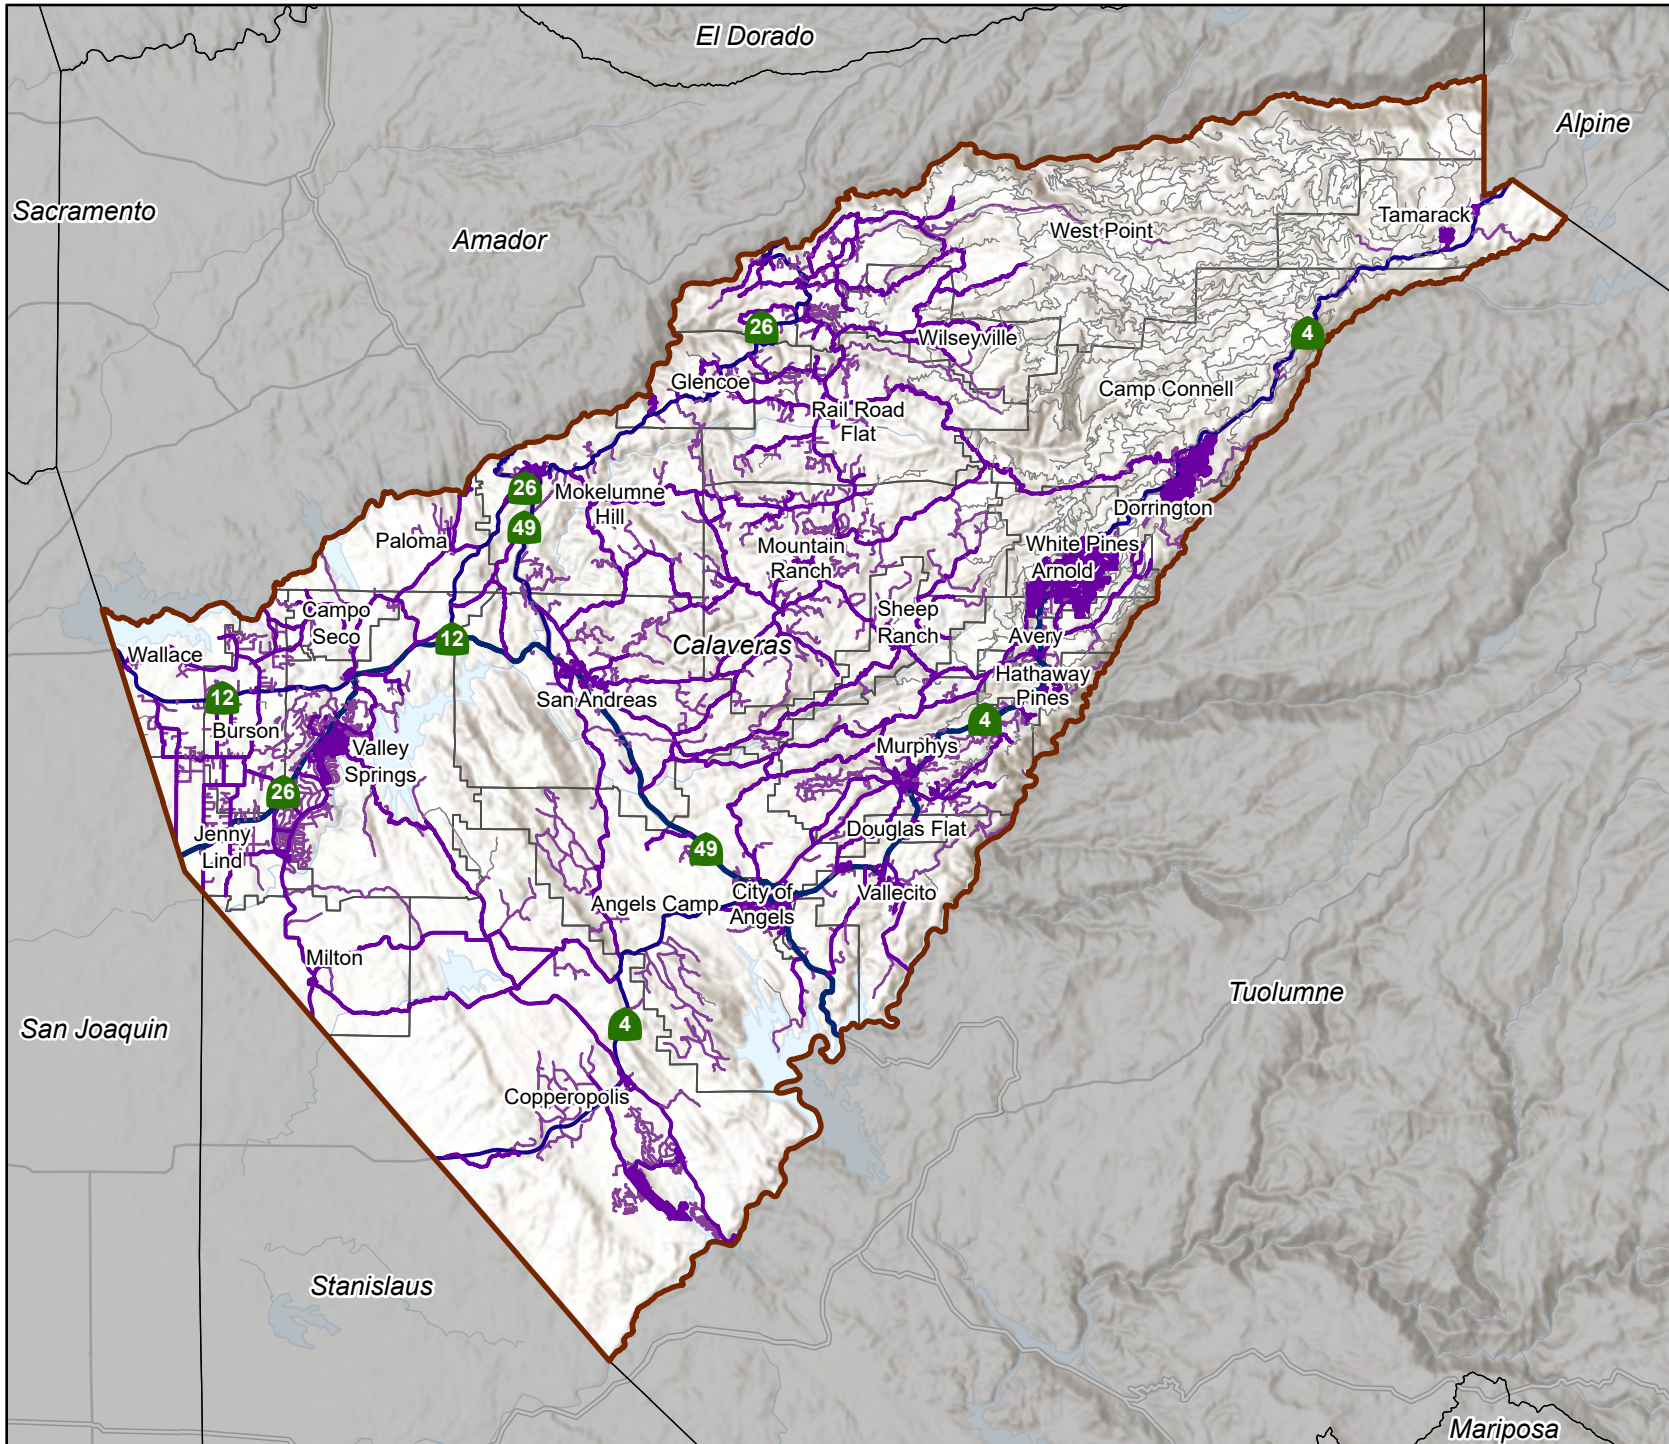 El Dorado
Alpine
Sacramento
Tamarack
West Point
Amador
26
4
Wilseyville
Glencoe
Camp Connell
Rail Road
Flat
26
Mokelumne
Hill
49
Dorrington
Paloma
White Pines
Mountain
Ranch
Arnold
Campo
Seco
Sheep
Ranch
12
Avery
Calaveras
Wallace
Hathaway
Pines
12
San Andreas
4
Burson
Valley
Springs
Murphys
26
Jenny
Lind
Douglas Flat
49
City of
Angels
Vallecito
Angels Camp
Milton
Tuolumne
San Joaquin
4
Copperopolis
Stanislaus
Mariposa